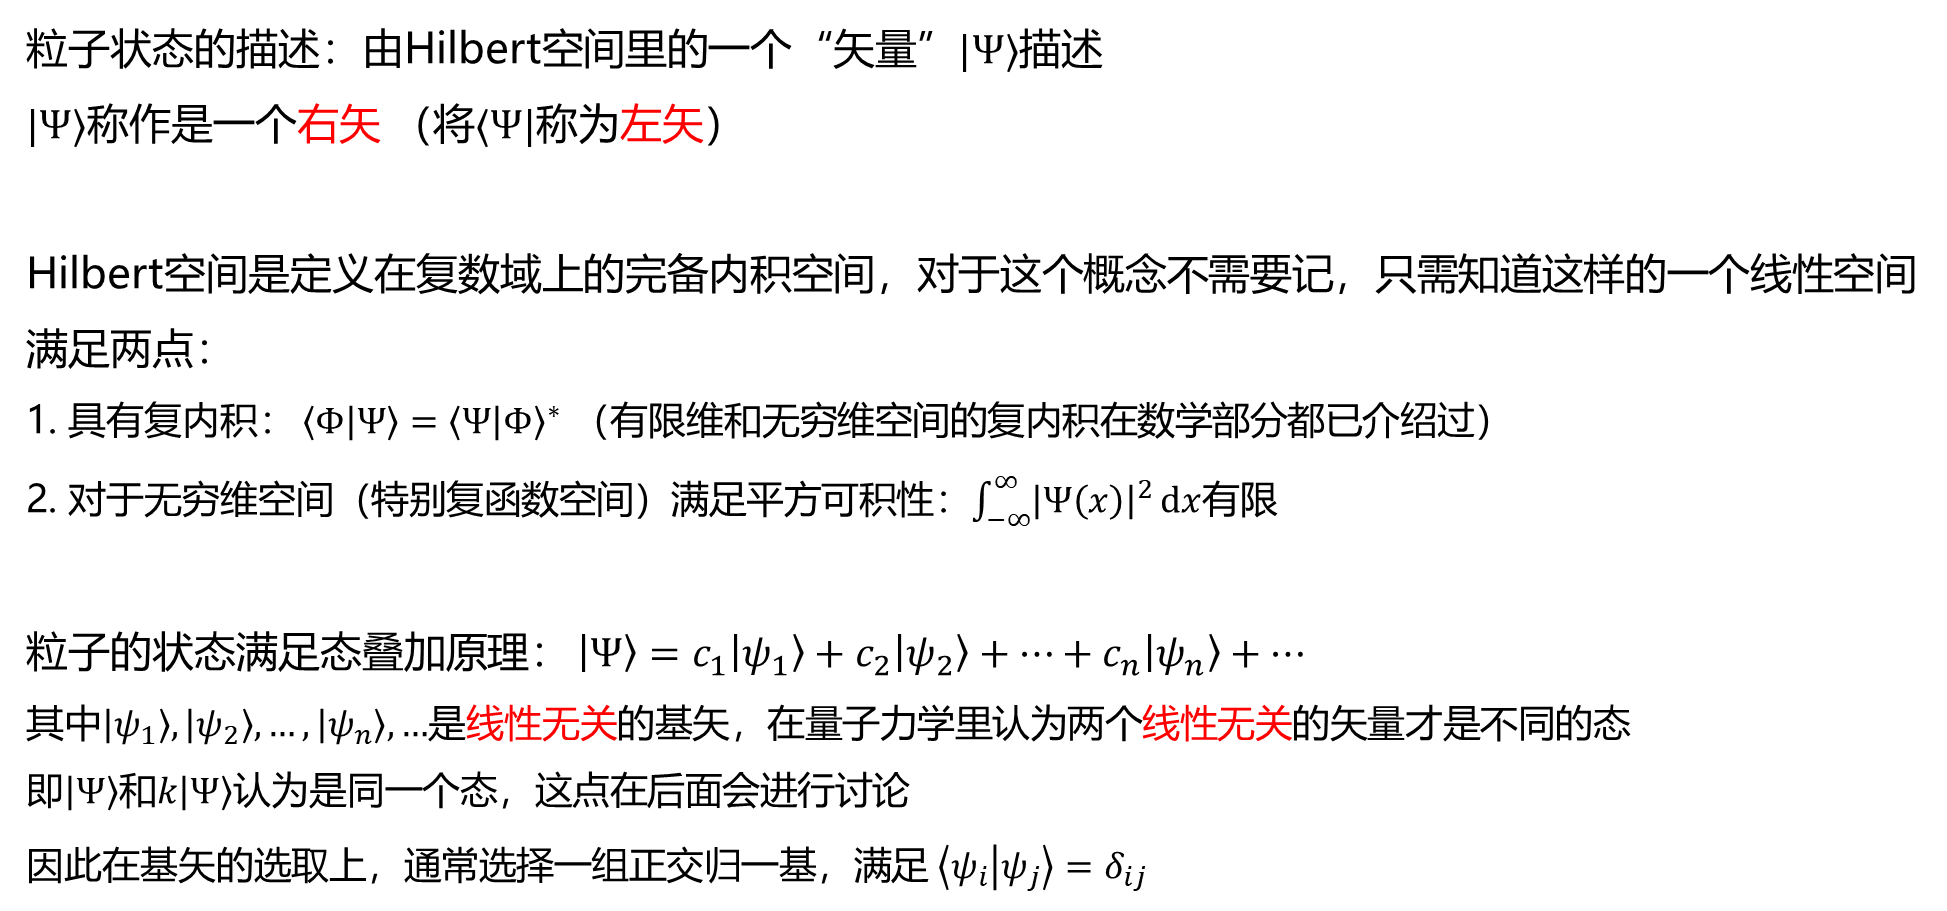 粒子状态的描述：由Hilbert空间里的一个“矢量”|Ψ⟩描述
|Ψ⟩称作是一个右矢（将⟨Ψ|称为左矢）
Hilbert空间是定义在复数域上的完备内积空间，对于这个概念不需要记，只需知道这样的一个线性空间
满足两点：
1. 具有复内积：⟨Φ|Ψ⟩ = ⟨Ψ|Φ⟩*（有限维和无穷维空间的复内积在数学部分都已介绍过）
2. 对于无穷维空间（特别复函数空间）满足平方可积性：∫_{−∞}^{∞}|Ψ(x)|² dx有限
粒子的状态满足态叠加原理：|Ψ⟩ = c₁|ψ₁⟩ + c₂|ψ₂⟩ + ⋯ + cₙ|ψₙ⟩ + ⋯
其中|ψ₁⟩, |ψ₂⟩, … , |ψₙ⟩, …是线性无关的基矢，在量子力学里认为两个线性无关的矢量才是不同的态
即|Ψ⟩和k|Ψ⟩认为是同一个态，这点在后面会进行讨论
因此在基矢的选取上，通常选择一组正交归一基，满足⟨ψᵢ|ψⱼ⟩ = δᵢⱼ